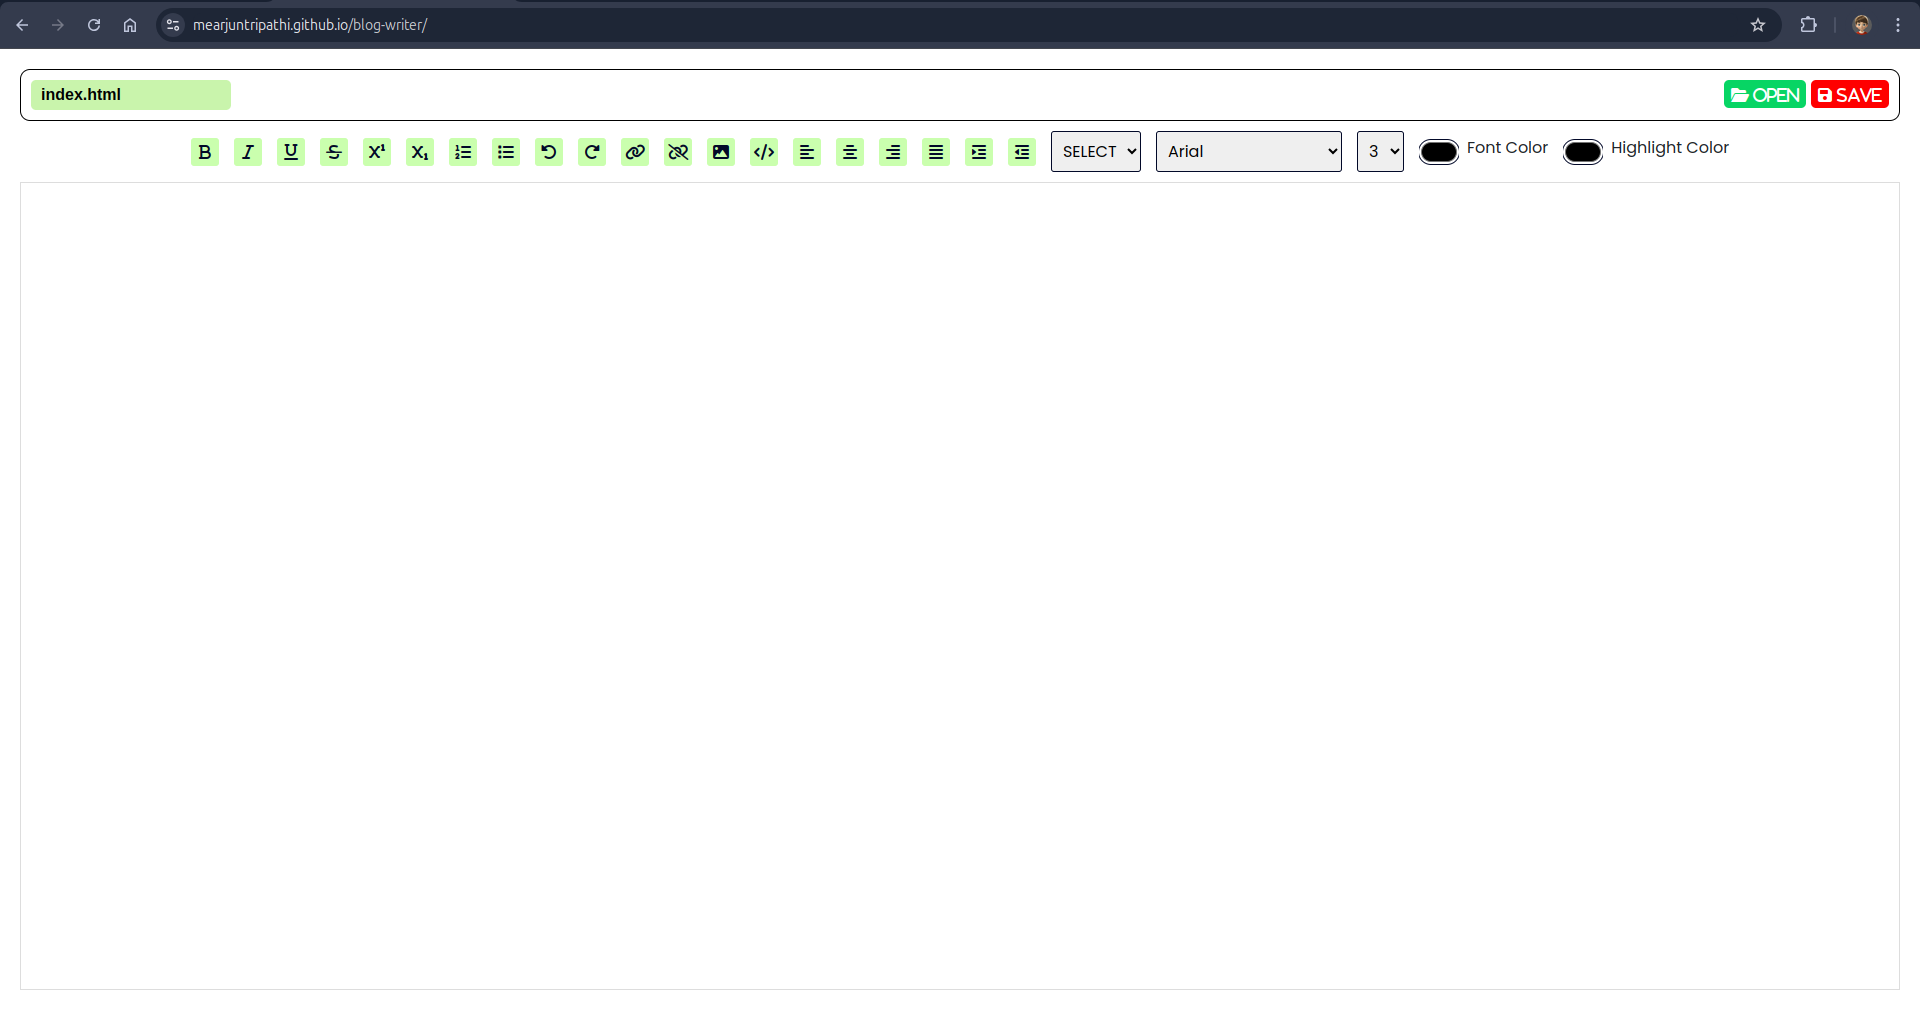 mearjuntripathi.github.io/blog-writer/
index.html OPEN SAVE
B I U S X¹ X₁ </> SELECT Arial 3 Font Color Highlight Color